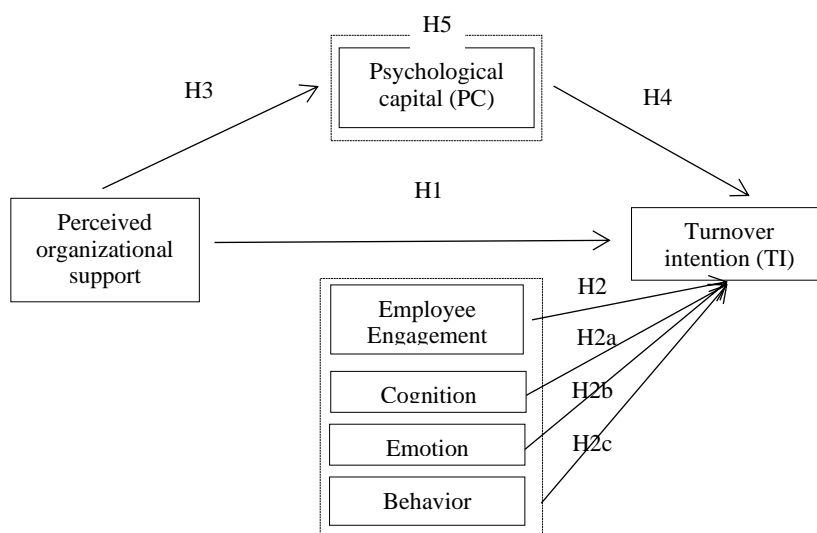 H5
Psychological
capital (PC)
H3
H4
H1
Perceived
organizational
support
Turnover
intention (TI)
H2
Employee
Engagement
H2a
Cognition
H2b
Emotion
H2c
Behavior